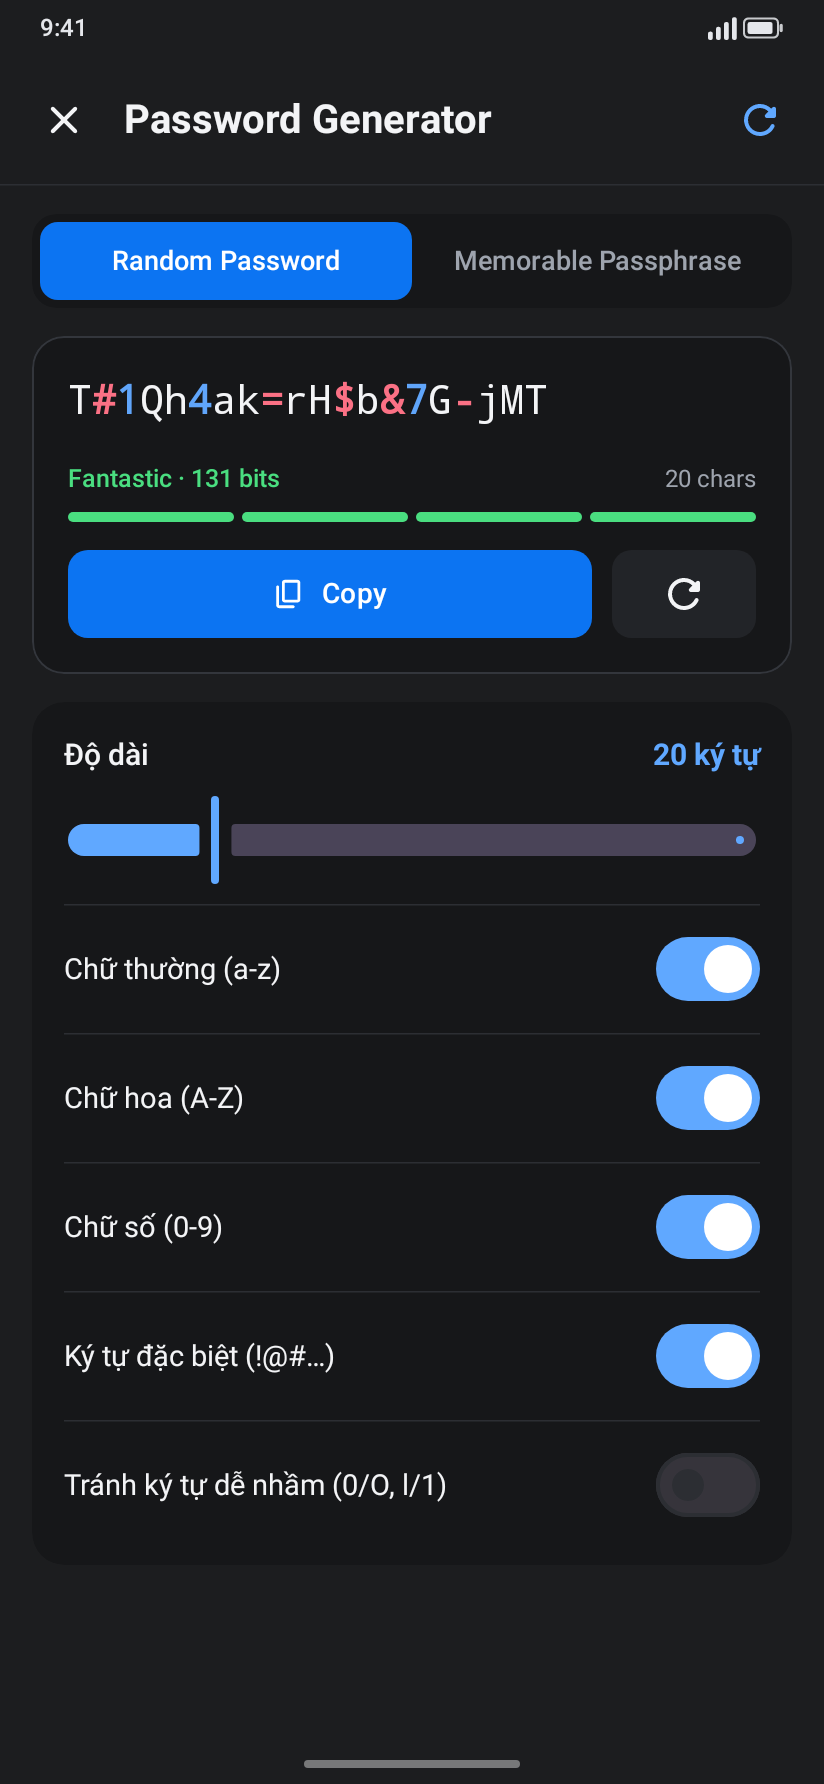 9:41
Password Generator
Random Password
Memorable Passphrase
T#1Qh4ak=rH$b&7G-jMT
Fantastic · 131 bits
20 chars
Copy
Độ dài
20 ký tự
Chữ thường (a-z)
Chữ hoa (A-Z)
Chữ số (0-9)
Ký tự đặc biệt (!@#…)
Tránh ký tự dễ nhầm (0/O, l/1)